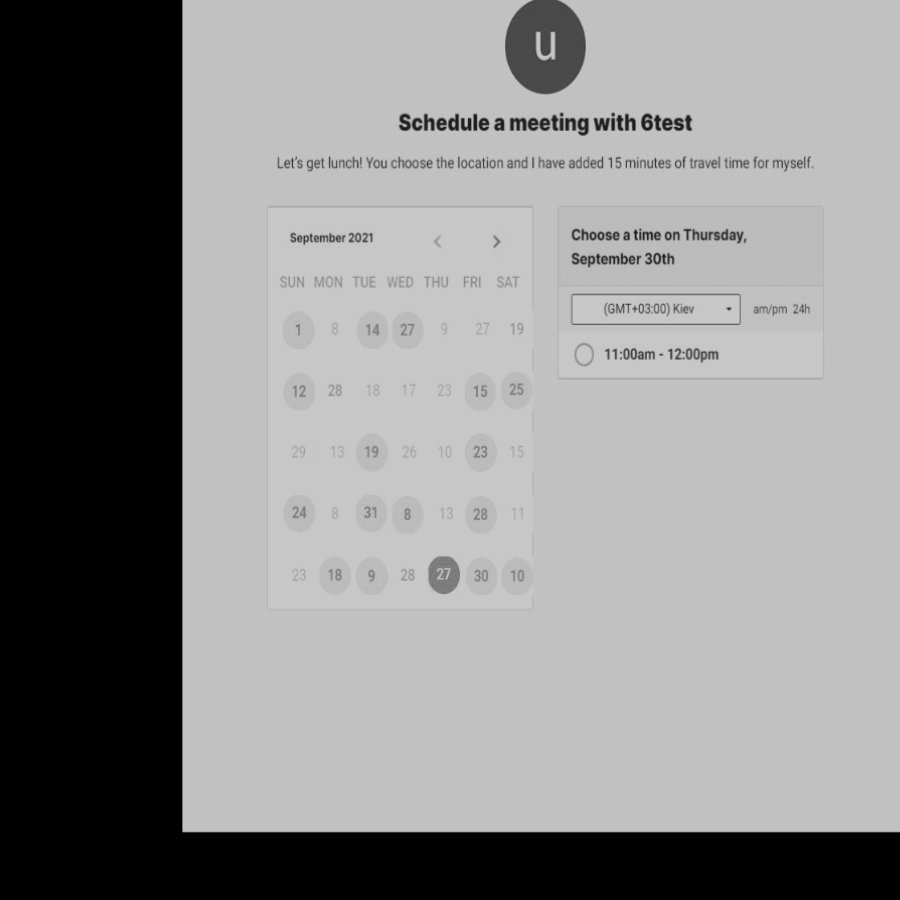 u
Schedule a meeting with 6test
Let's get lunch! You choose the location and I have added 15 minutes of travel time for myself.
September 2021
SUN MON TUE WED THU FRI SAT
1 8 14 27 9 27 19
12 28 18 17 23 15 25
29 13 19 26 10 23 15
24 8 31 8 13 28 11
23 18 9 28 27 30 10
Choose a time on Thursday,
September 30th
(GMT+03:00) Kiev am/pm 24h
11:00am - 12:00pm